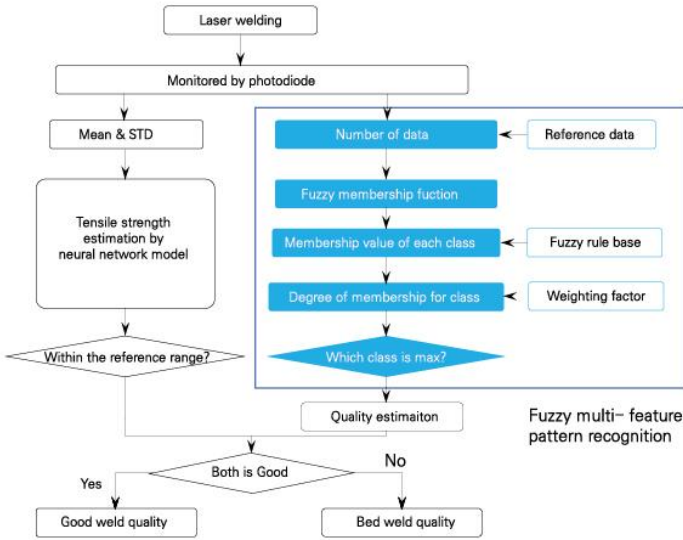 Laser welding
Monitored by photodiode
Mean & STD
Number of data
Reference data
Fuzzy membership fuction
Tensile strength
estimation by
neural network model
Membership value of each class
Fuzzy rule base
Degree of membership for class
Weighting factor
Within the reference range?
Which class is max?
Quality estimaiton
Fuzzy multi- feature
pattern recognition
Both is Good
Yes
No
Good weld quality
Bed weld quality